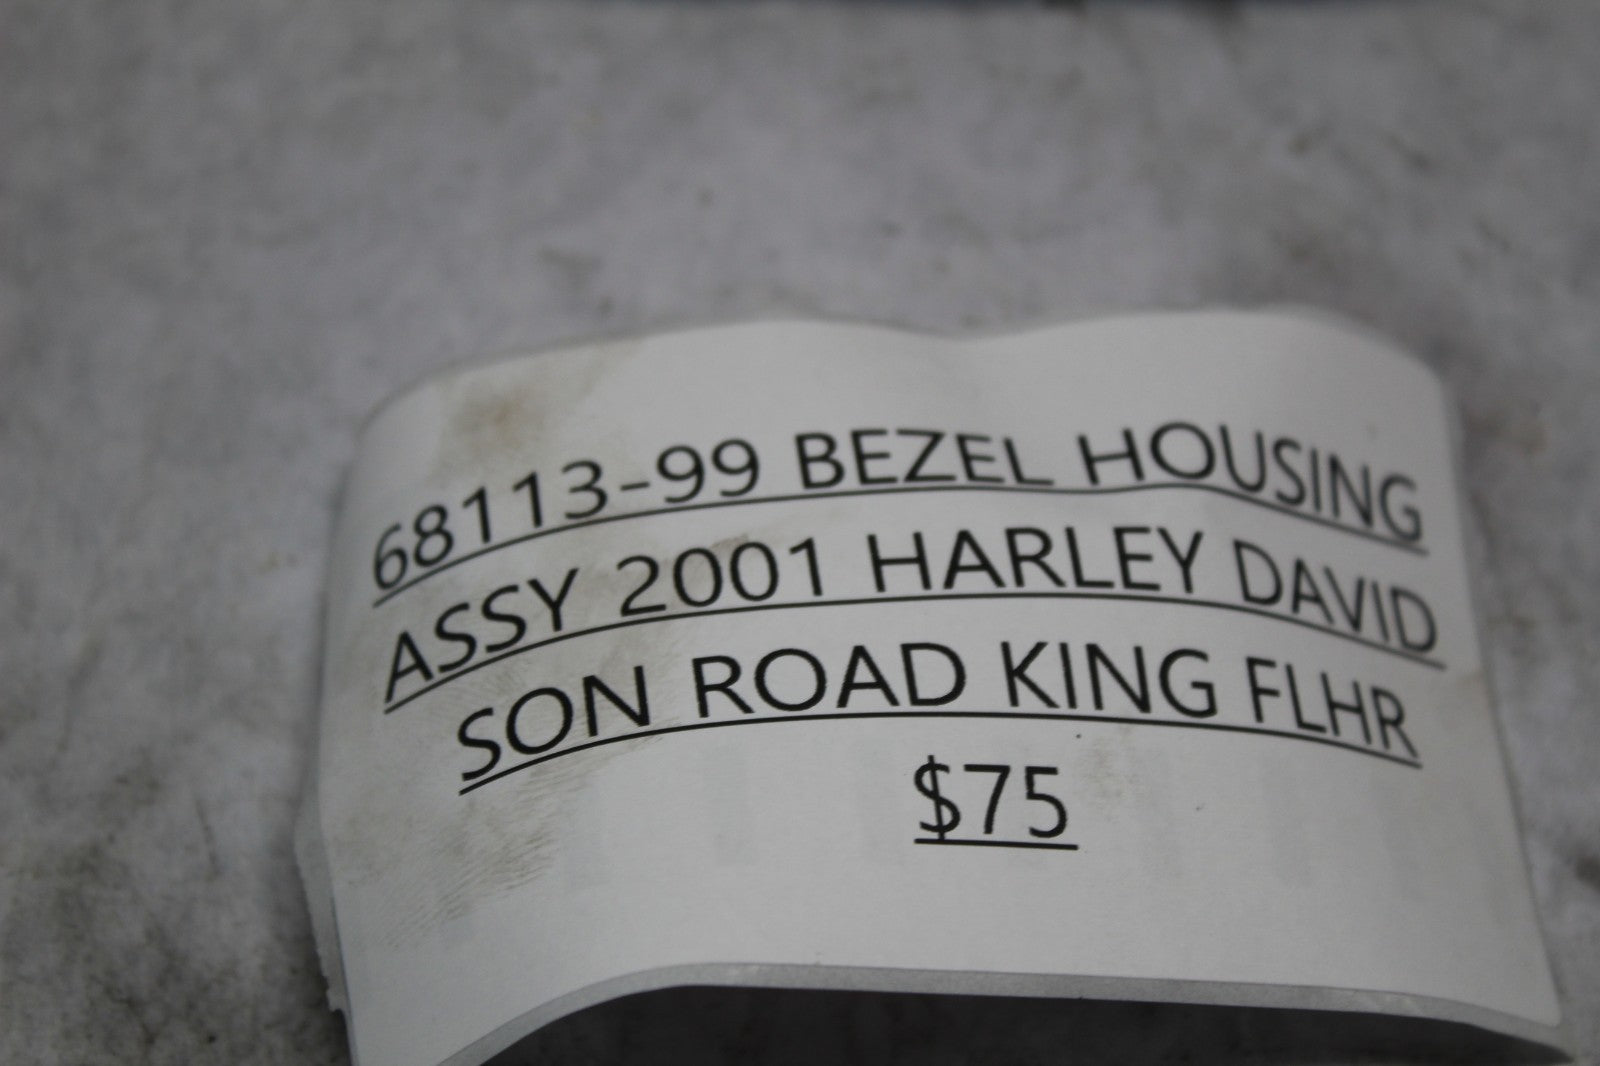 68113-99 BEZEL HOUSING
ASSY 2001 HARLEY DAVID
SON ROAD KING FLHR
$75